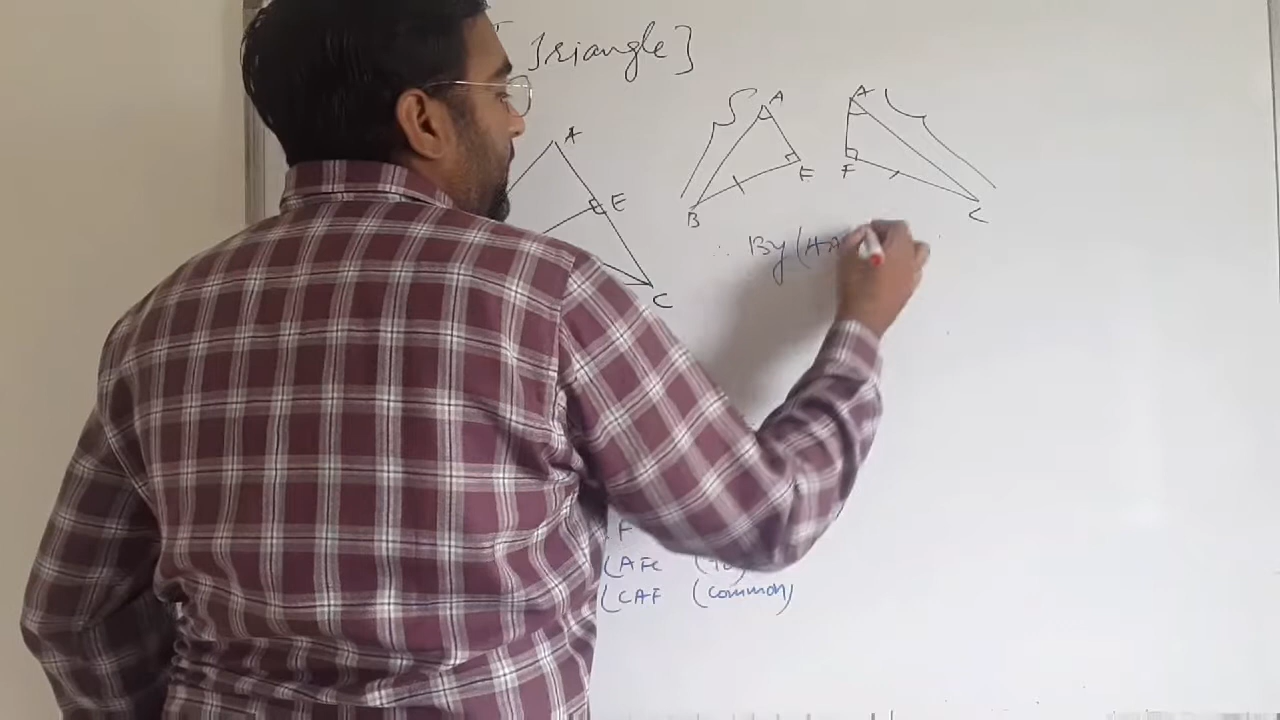 Triangle]
A
E
C
A
E
B
A
F
C
∴ By (AA
F
∠AFC
∠CAF (common)